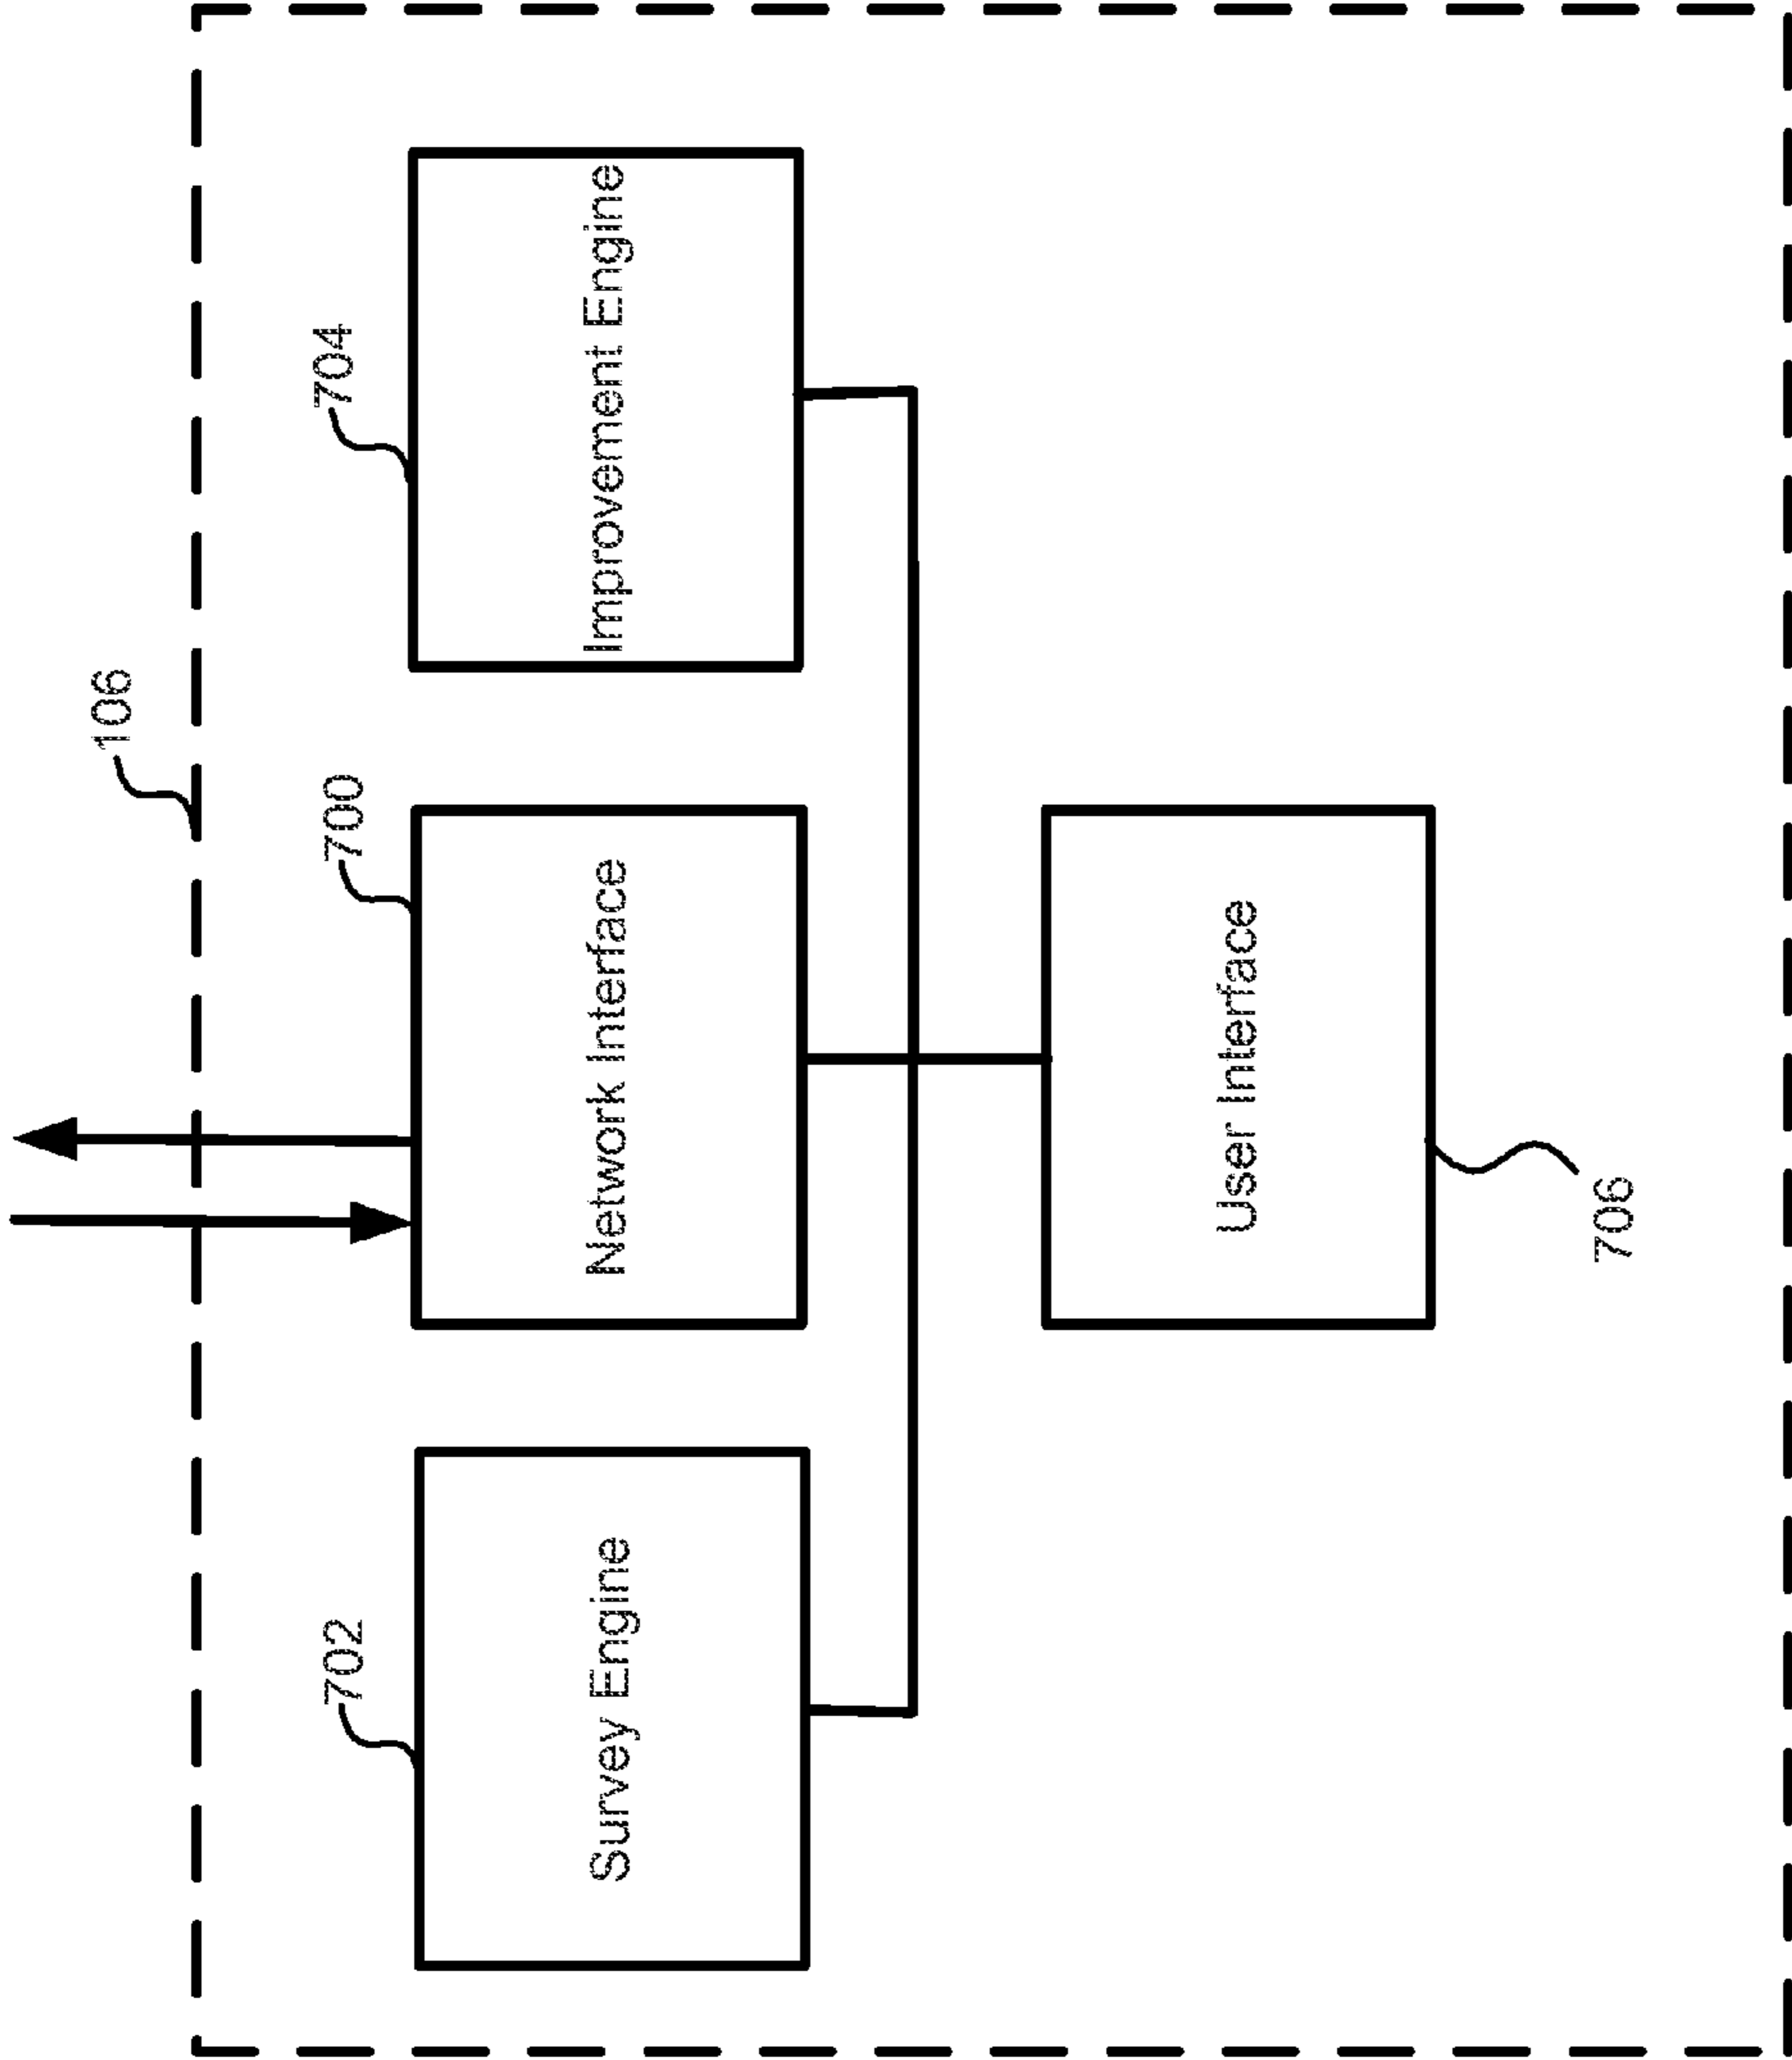 106
702
700
704
Survey Engine
Network Interface
Improvement Engine
User Interface
706